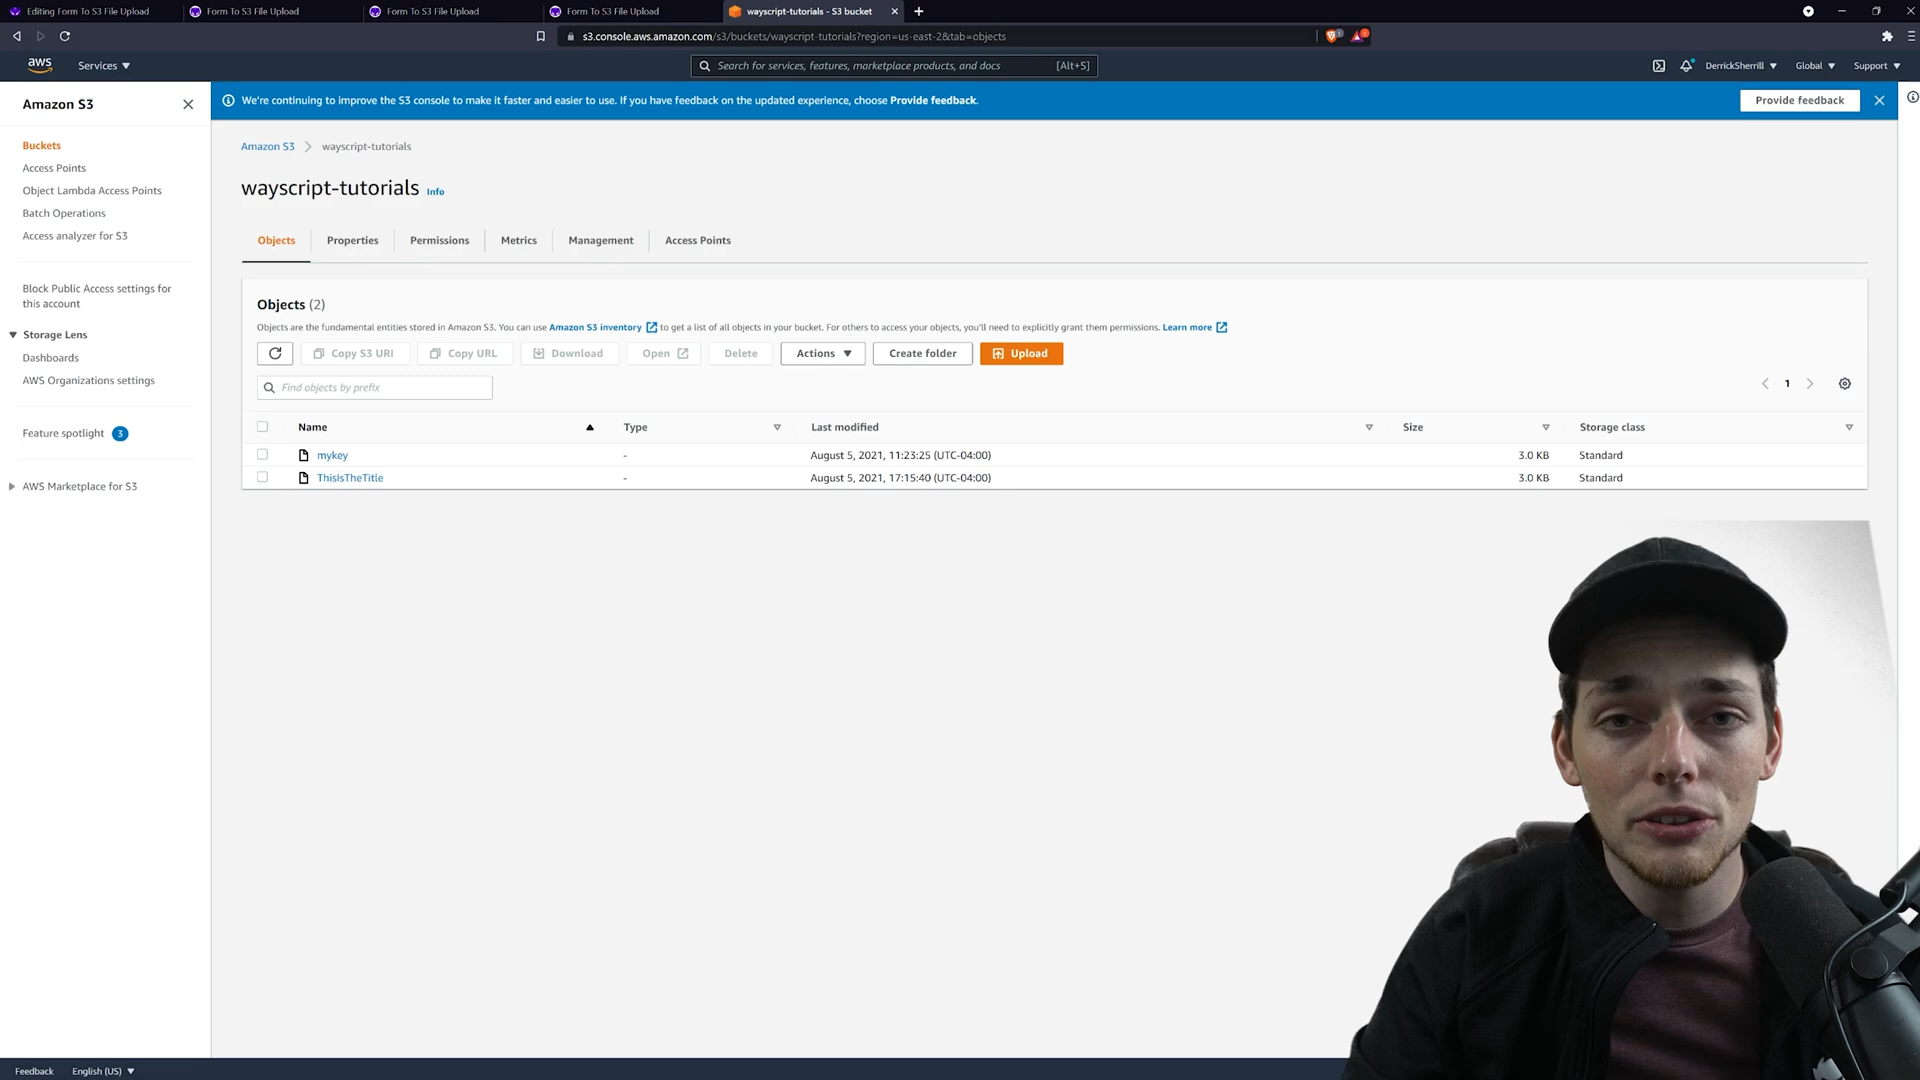 Editing Form To S3 File Upload
Form To S3 File Upload
Form To S3 File Upload
Form To S3 File Upload
wayscript-tutorials - S3 bucket
s3.console.aws.amazon.com/s3/buckets/wayscript-tutorials?region=us-east-2&tab=objects
aws
Services
Search for services, features, marketplace products, and docs
[Alt+S]
DerrickSherrill
Global
Support
Amazon S3
We're continuing to improve the S3 console to make it faster and easier to use. If you have feedback on the updated experience, choose Provide feedback.
Provide feedback
Buckets
Access Points
Object Lambda Access Points
Batch Operations
Access analyzer for S3
Block Public Access settings for
this account
Storage Lens
Dashboards
AWS Organizations settings
Feature spotlight 3
AWS Marketplace for S3
Amazon S3
wayscript-tutorials
wayscript-tutorials Info
Objects
Properties
Permissions
Metrics
Management
Access Points
Objects (2)
Objects are the fundamental entities stored in Amazon S3. You can use Amazon S3 inventory to get a list of all objects in your bucket. For others to access your objects, you'll need to explicitly grant them permissions. Learn more
Copy S3 URI
Copy URL
Download
Open
Delete
Actions
Create folder
Upload
Find objects by prefix
1
Name
Type
Last modified
Size
Storage class
mykey - August 5, 2021, 11:23:25 (UTC-04:00) 3.0 KB Standard
ThisIsTheTitle - August 5, 2021, 17:15:40 (UTC-04:00) 3.0 KB Standard
Feedback
English (US)